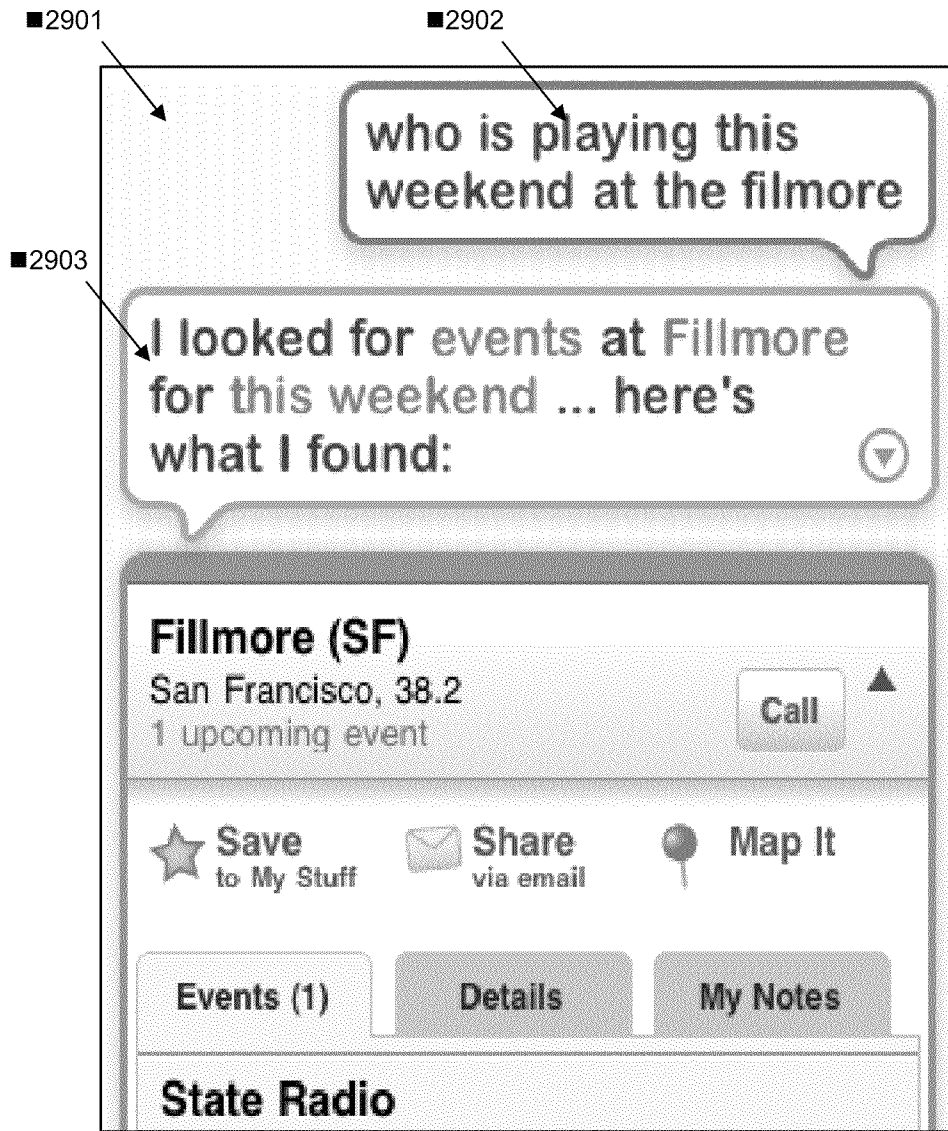 ■2901
■2902
who is playing this
weekend at the filmore
■2903
I looked for events at Fillmore
for this weekend ... here's
what I found:
Fillmore (SF)
San Francisco, 38.2
1 upcoming event
Call
Save
to My Stuff
Share
via email
Map It
Events (1)
Details
My Notes
State Radio